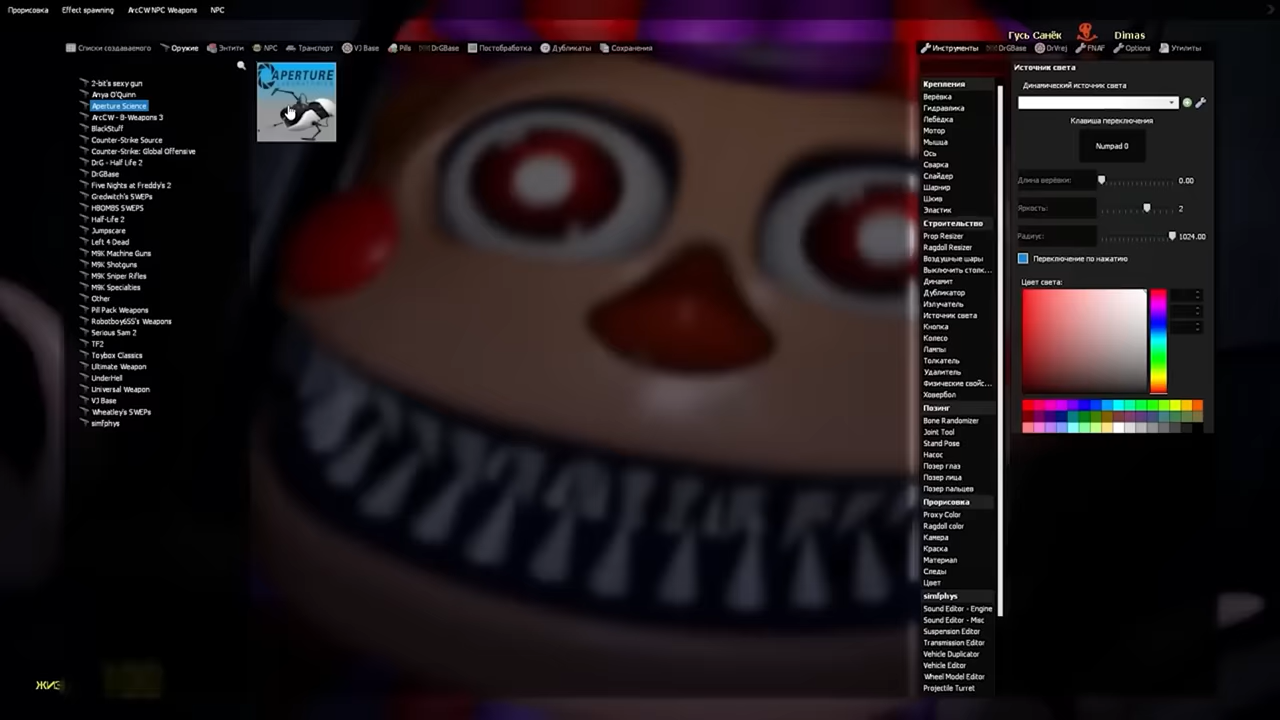 Прорисовка Effect spawning ArcCW NPC Weapons NPC
Гусь Санёк Dimas
Списки создаваемого Оружие Энтити NPC Транспорт VJ Base Pills DrGBase Постобработка Дубликаты Сохранения
Инструменты DrGBase DrVrej FNAF Options Утилиты
2-bit's sexy gun
Anya O'Quinn
Aperture Science
ArcCW - B-Weapons 3
BlackStuff
Counter-Strike Source
Counter-Strike: Global Offensive
DrG - Half Life 2
DrGBase
Five Nights at Freddy's 2
Gredwitch's SWEPs
HBOMBS SWEPS
Half-Life 2
Jumpscare
Left 4 Dead
M9K Machine Guns
M9K Shotguns
M9K Sniper Rifles
M9K Specialties
Other
Pill Pack Weapons
Robotboy655's Weapons
Serious Sam 2
TF2
Toybox Classics
Ultimate Weapon
UnderHell
Universal Weapon
VJ Base
Wheatley's SWEPs
simfphys
APERTURE
Крепления
Верёвка
Гидравлика
Лебедка
Мотор
Мышца
Ось
Сварка
Слайдер
Шарнир
Шкив
Эластик
Строительство
Prop Resizer
Ragdoll Resizer
Воздушные шары
Выключить столк...
Динамит
Дубликатор
Излучатель
Источник света
Кнопка
Колесо
Лампы
Толкатель
Удалитель
Физические свойс...
Ховербол
Позинг
Bone Randomizer
Joint Tool
Stand Pose
Насос
Позер глаз
Позер лица
Позер пальцев
Прорисовка
Proxy Color
Ragdoll color
Камера
Краска
Материал
Следы
Цвет
simfphys
Sound Editor - Engine
Sound Editor - Misc
Suspension Editor
Transmission Editor
Vehicle Duplicator
Vehicle Editor
Wheel Model Editor
Projectile Turret
Источник света
Динамический источник света
Клавиша переключения
Numpad 0
Длина верёвки: 0.00
Яркость: 2
Радиус: 1024.00
Переключение по нажатию
Цвет света: